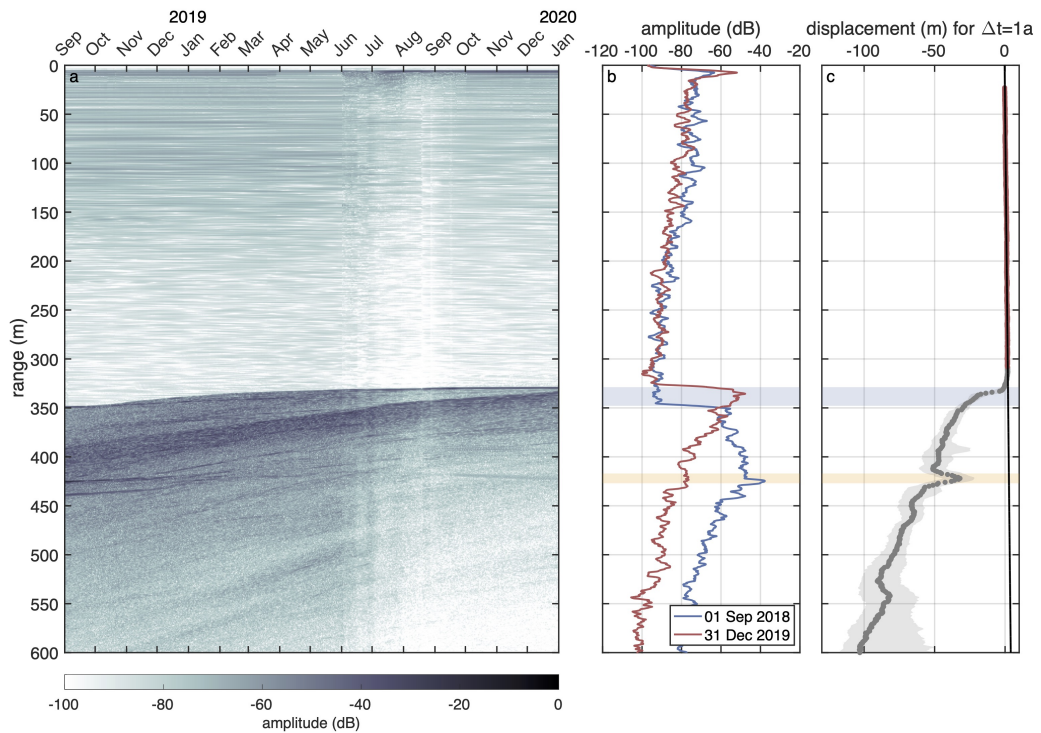 2019 2020
Sep Oct Nov Dec Jan Feb Mar Apr May Jun Jul Aug Sep Oct Nov Dec Jan
amplitude (dB)
-120 -100 -80 -60 -40 -20
displacement (m) for Δt=1a
-100 -50 0
a
b
c
range (m)
0
50
100
150
200
250
300
350
400
450
500
550
600
01 Sep 2018
31 Dec 2019
-100 -80 -60 -40 -20 0
amplitude (dB)